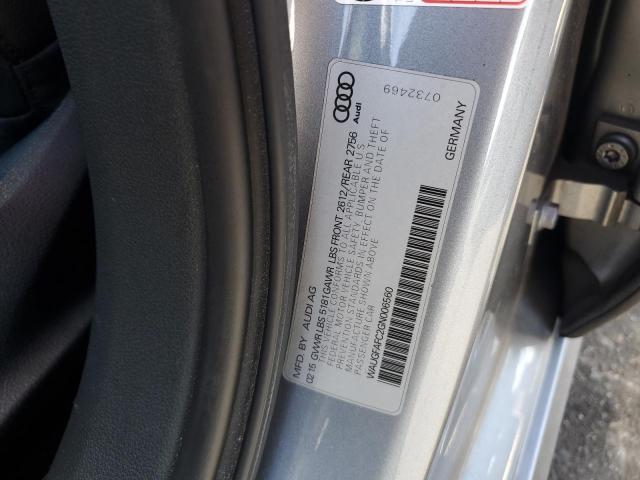 MFD. BY AUDI AG
02 15 GWWR LBS 5181 GAWR LBS FRONT 2612/REAR 2756
THIS VEHICLE CONFORMS TO ALL APPLICABLE U S
FEDERAL MOTOR VEHICLE SAFETY, BUMPER AND THEFT
PREVENTION STANDARDS IN EFFECT ON THE DATE OF
MANUFACTURE SHOWN ABOVE
PASSENGER CAR
WAUGFAFC2GN006560
Audi
0732469
GERMANY